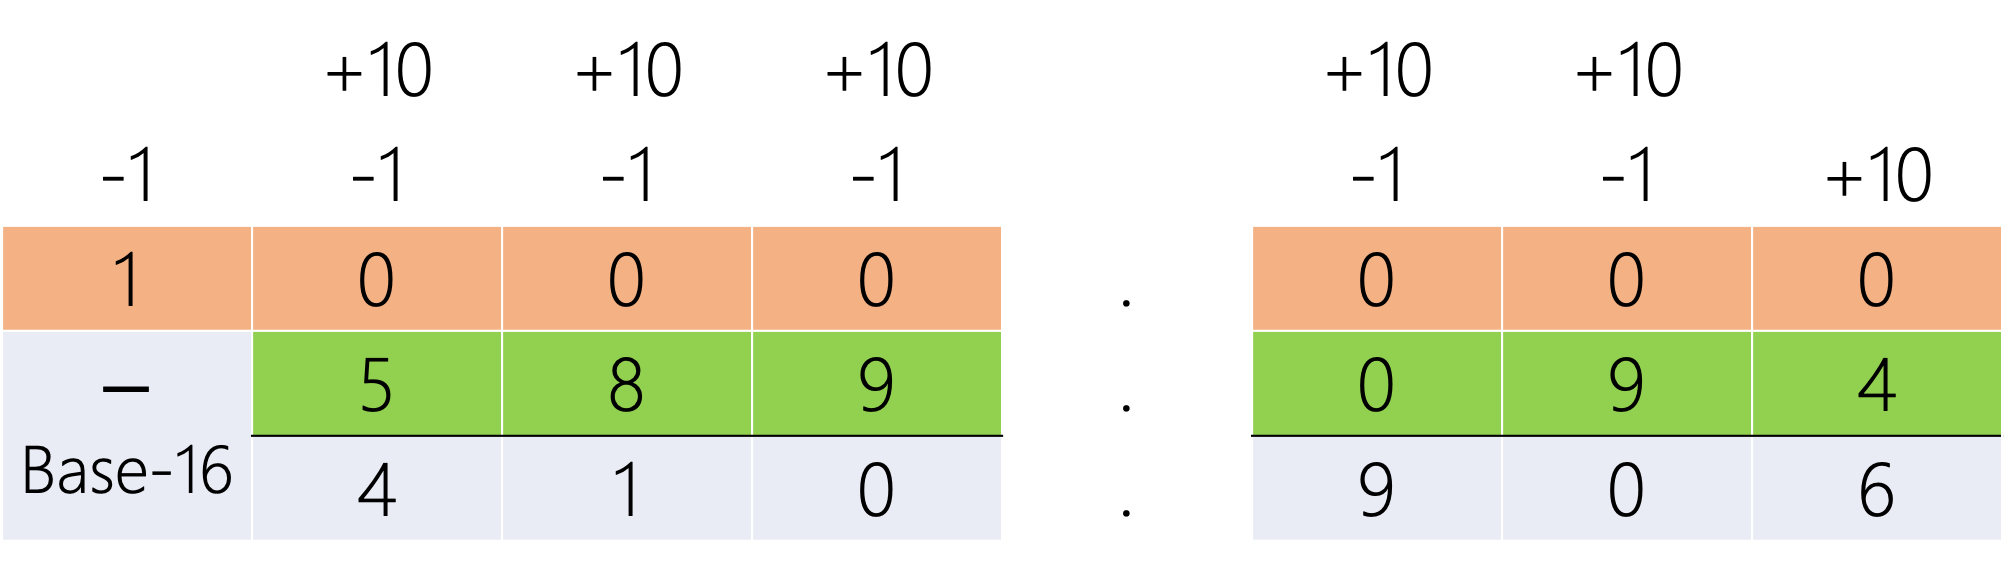 +10 +10 +10 +10 +10
-1 -1 -1 -1 -1 -1 +10
1 0 0 0 . 0 0 0
– 5 8 9 . 0 9 4
Base-16 4 1 0 . 9 0 6